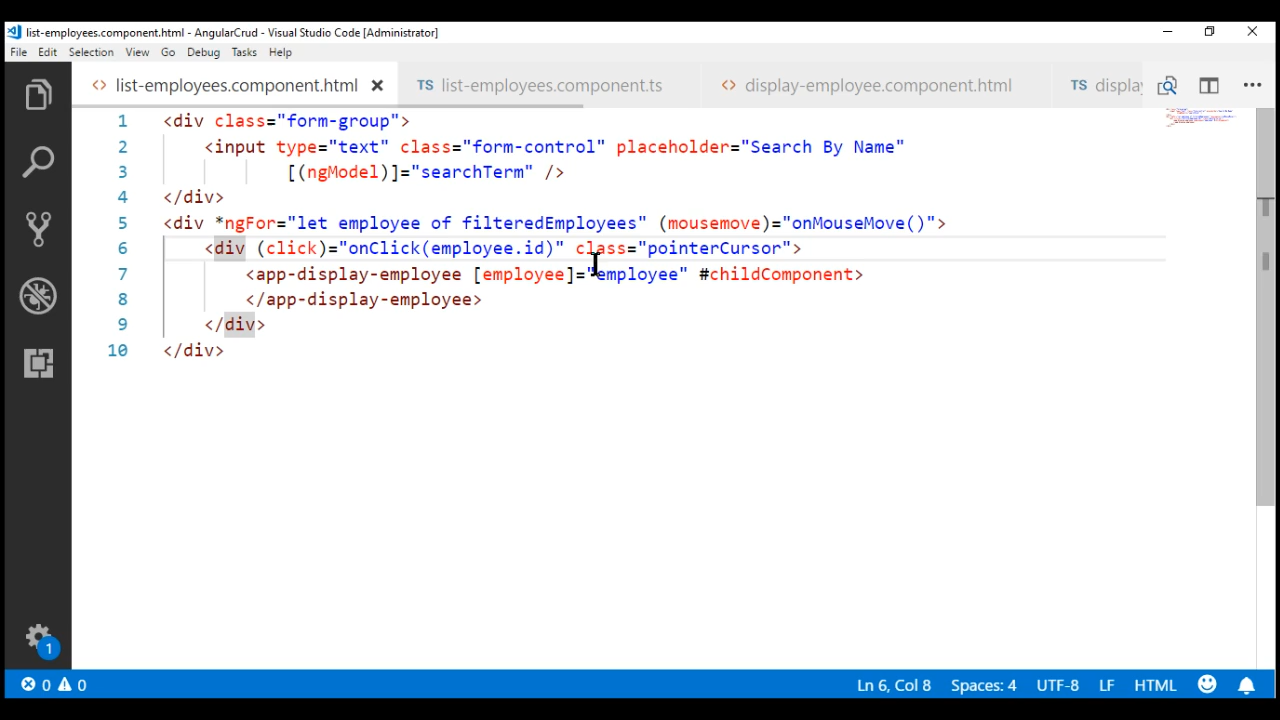 list-employees.component.html - AngularCrud - Visual Studio Code [Administrator]
File Edit Selection View Go Debug Tasks Help
<> list-employees.component.html TS list-employees.component.ts <> display-employee.component.html TS displa
1 <div class="form-group">
2 <input type="text" class="form-control" placeholder="Search By Name"
3 [(ngModel)]="searchTerm" />
4 </div>
5 <div *ngFor="let employee of filteredEmployees" (mousemove)="onMouseMove()">
6 <div (click)="onClick(employee.id)" class="pointerCursor">
7 <app-display-employee [employee]="employee" #childComponent>
8 </app-display-employee>
9 </div>
10 </div>
1
0 0 Ln 6, Col 8 Spaces: 4 UTF-8 LF HTML